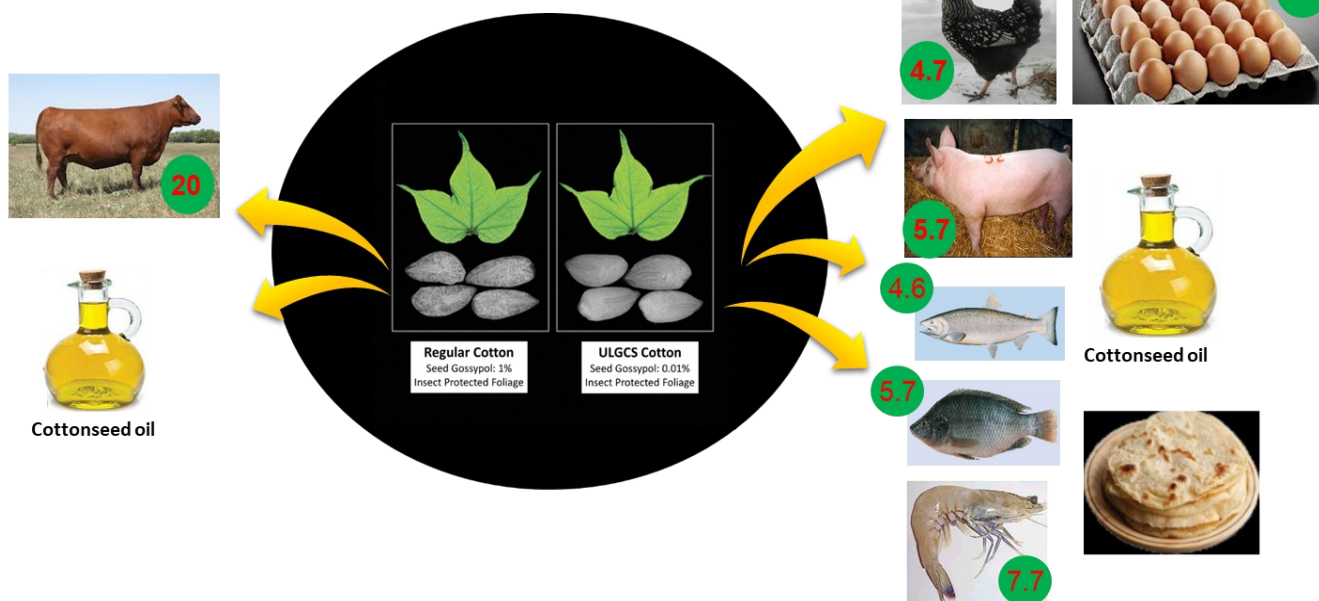 4.7
20
5.7
4.6
Regular Cotton
Seed Gossypol: 1%
Insect Protected Foliage
ULGCS Cotton
Seed Gossypol: 0.01%
Insect Protected Foliage
Cottonseed oil
5.7
Cottonseed oil
7.7